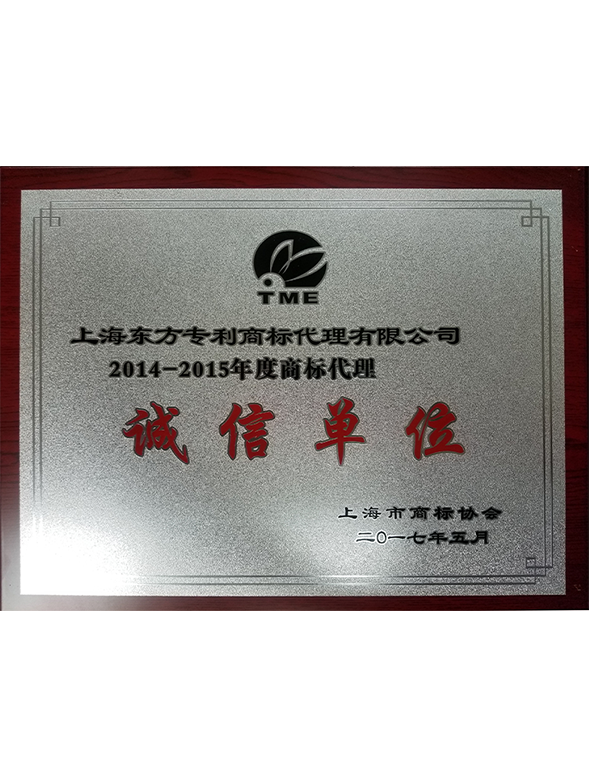 TME
上海东方专利商标代理有限公司
2014-2015年度商标代理
诚信单位
上海市商标协会
二〇一七年五月